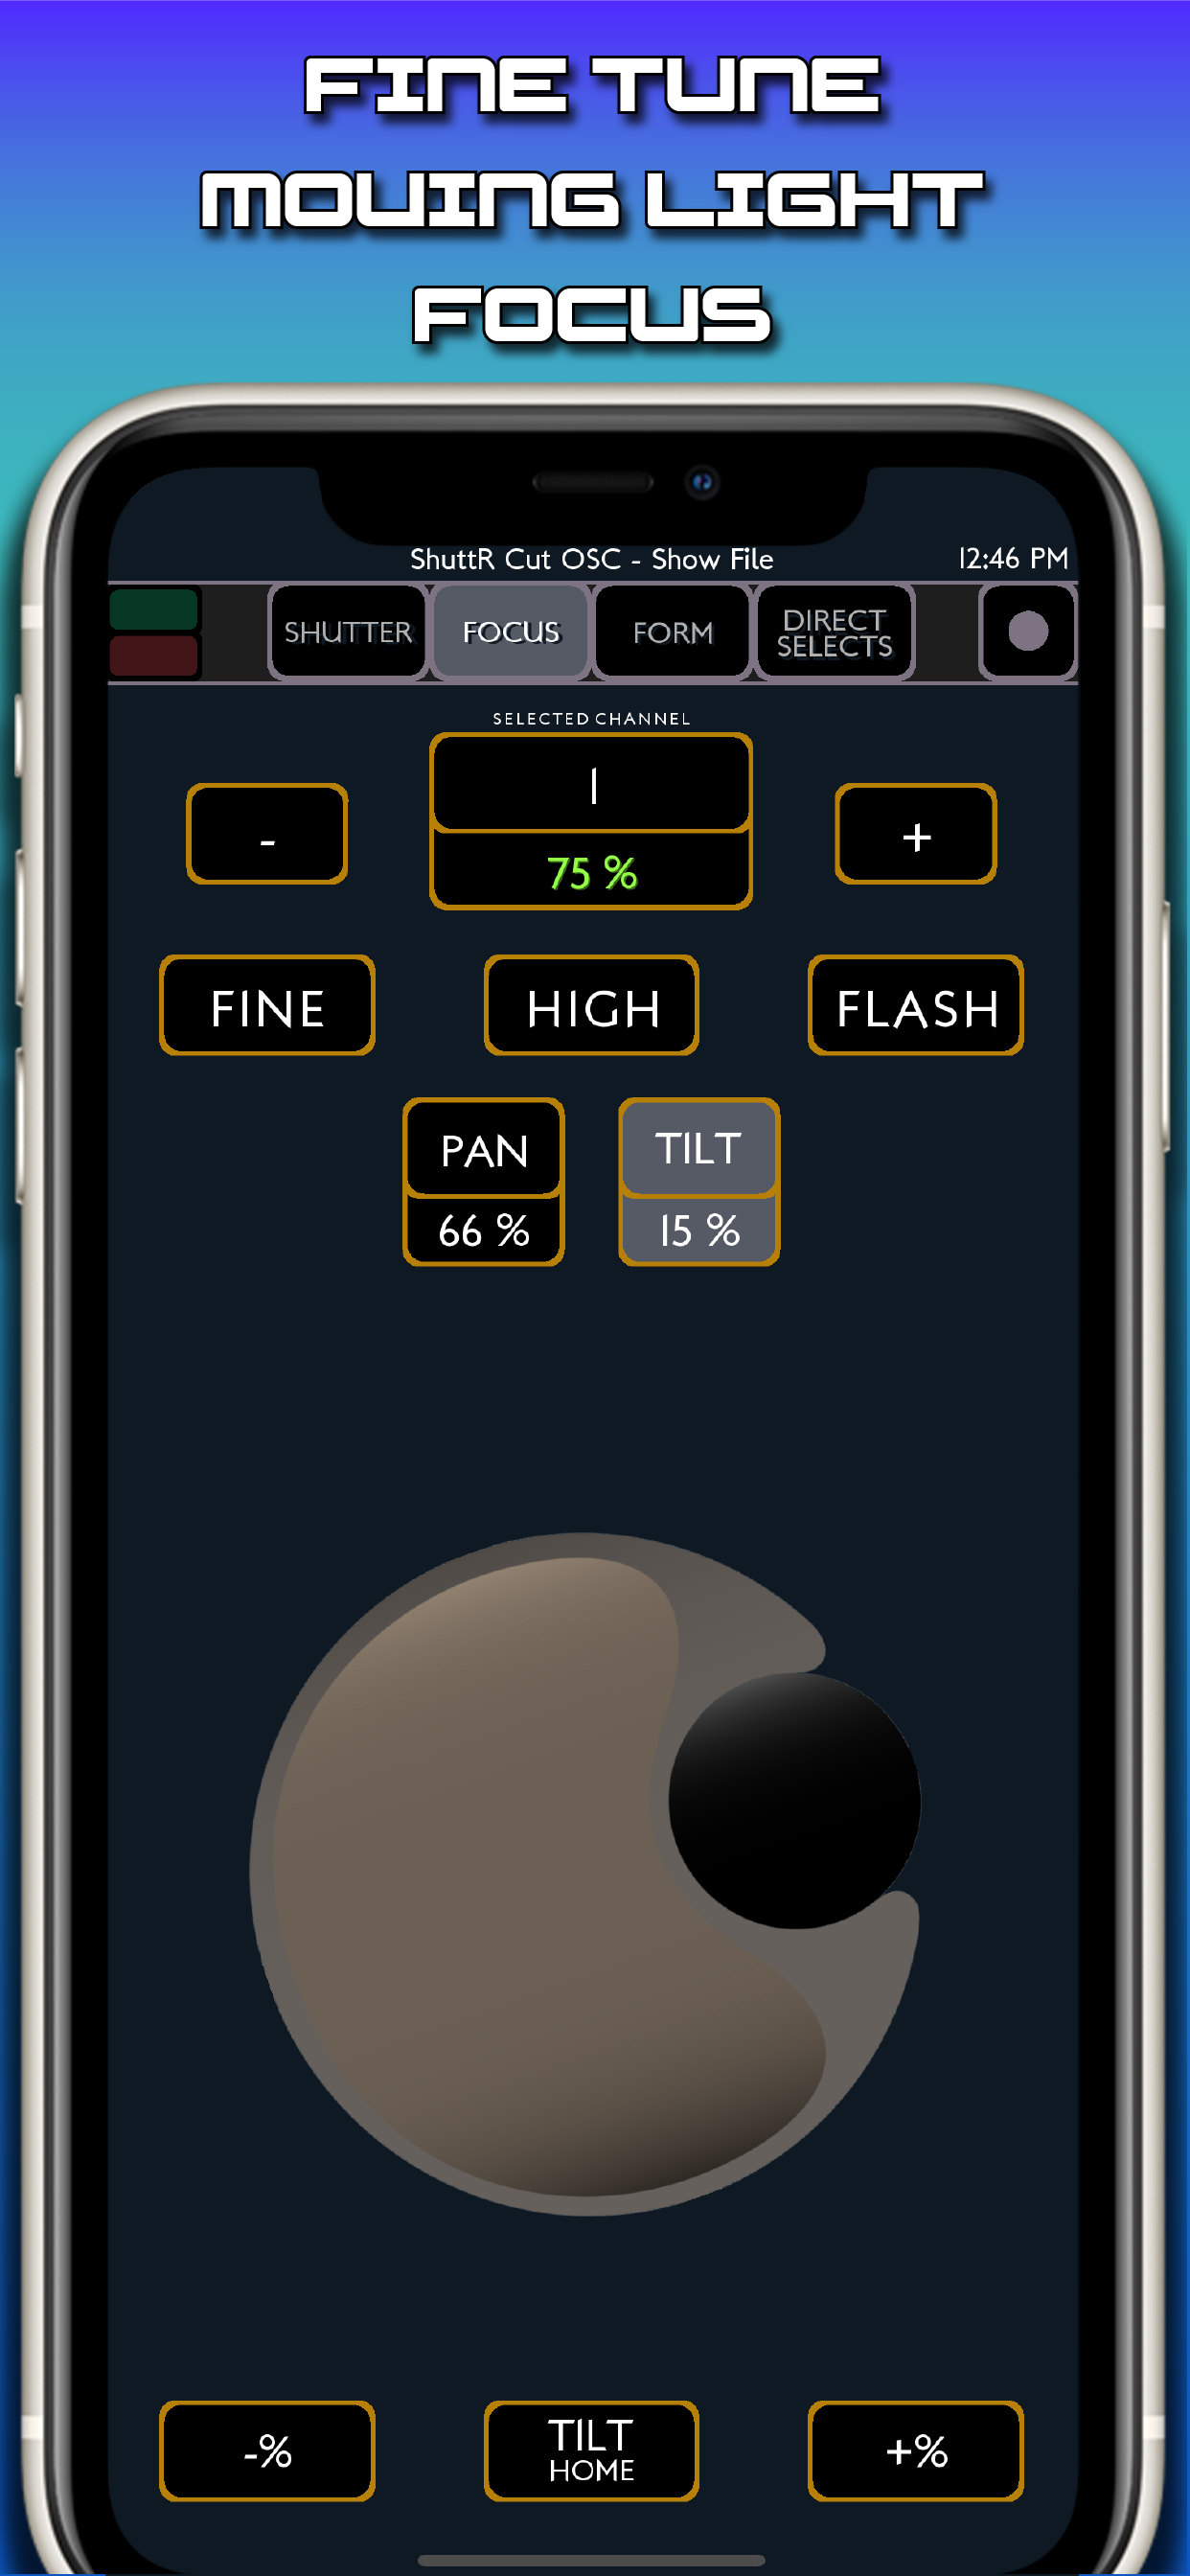 FINE TUNE
MOVING LIGHT
FOCUS
ShuttR Cut OSC - Show File
12:46 PM
SHUTTER
FOCUS
FORM
DIRECT
SELECTS
SELECTED CHANNEL
-
1
+
75 %
FINE
HIGH
FLASH
PAN
TILT
66 %
15 %
-%
TILT
HOME
+%